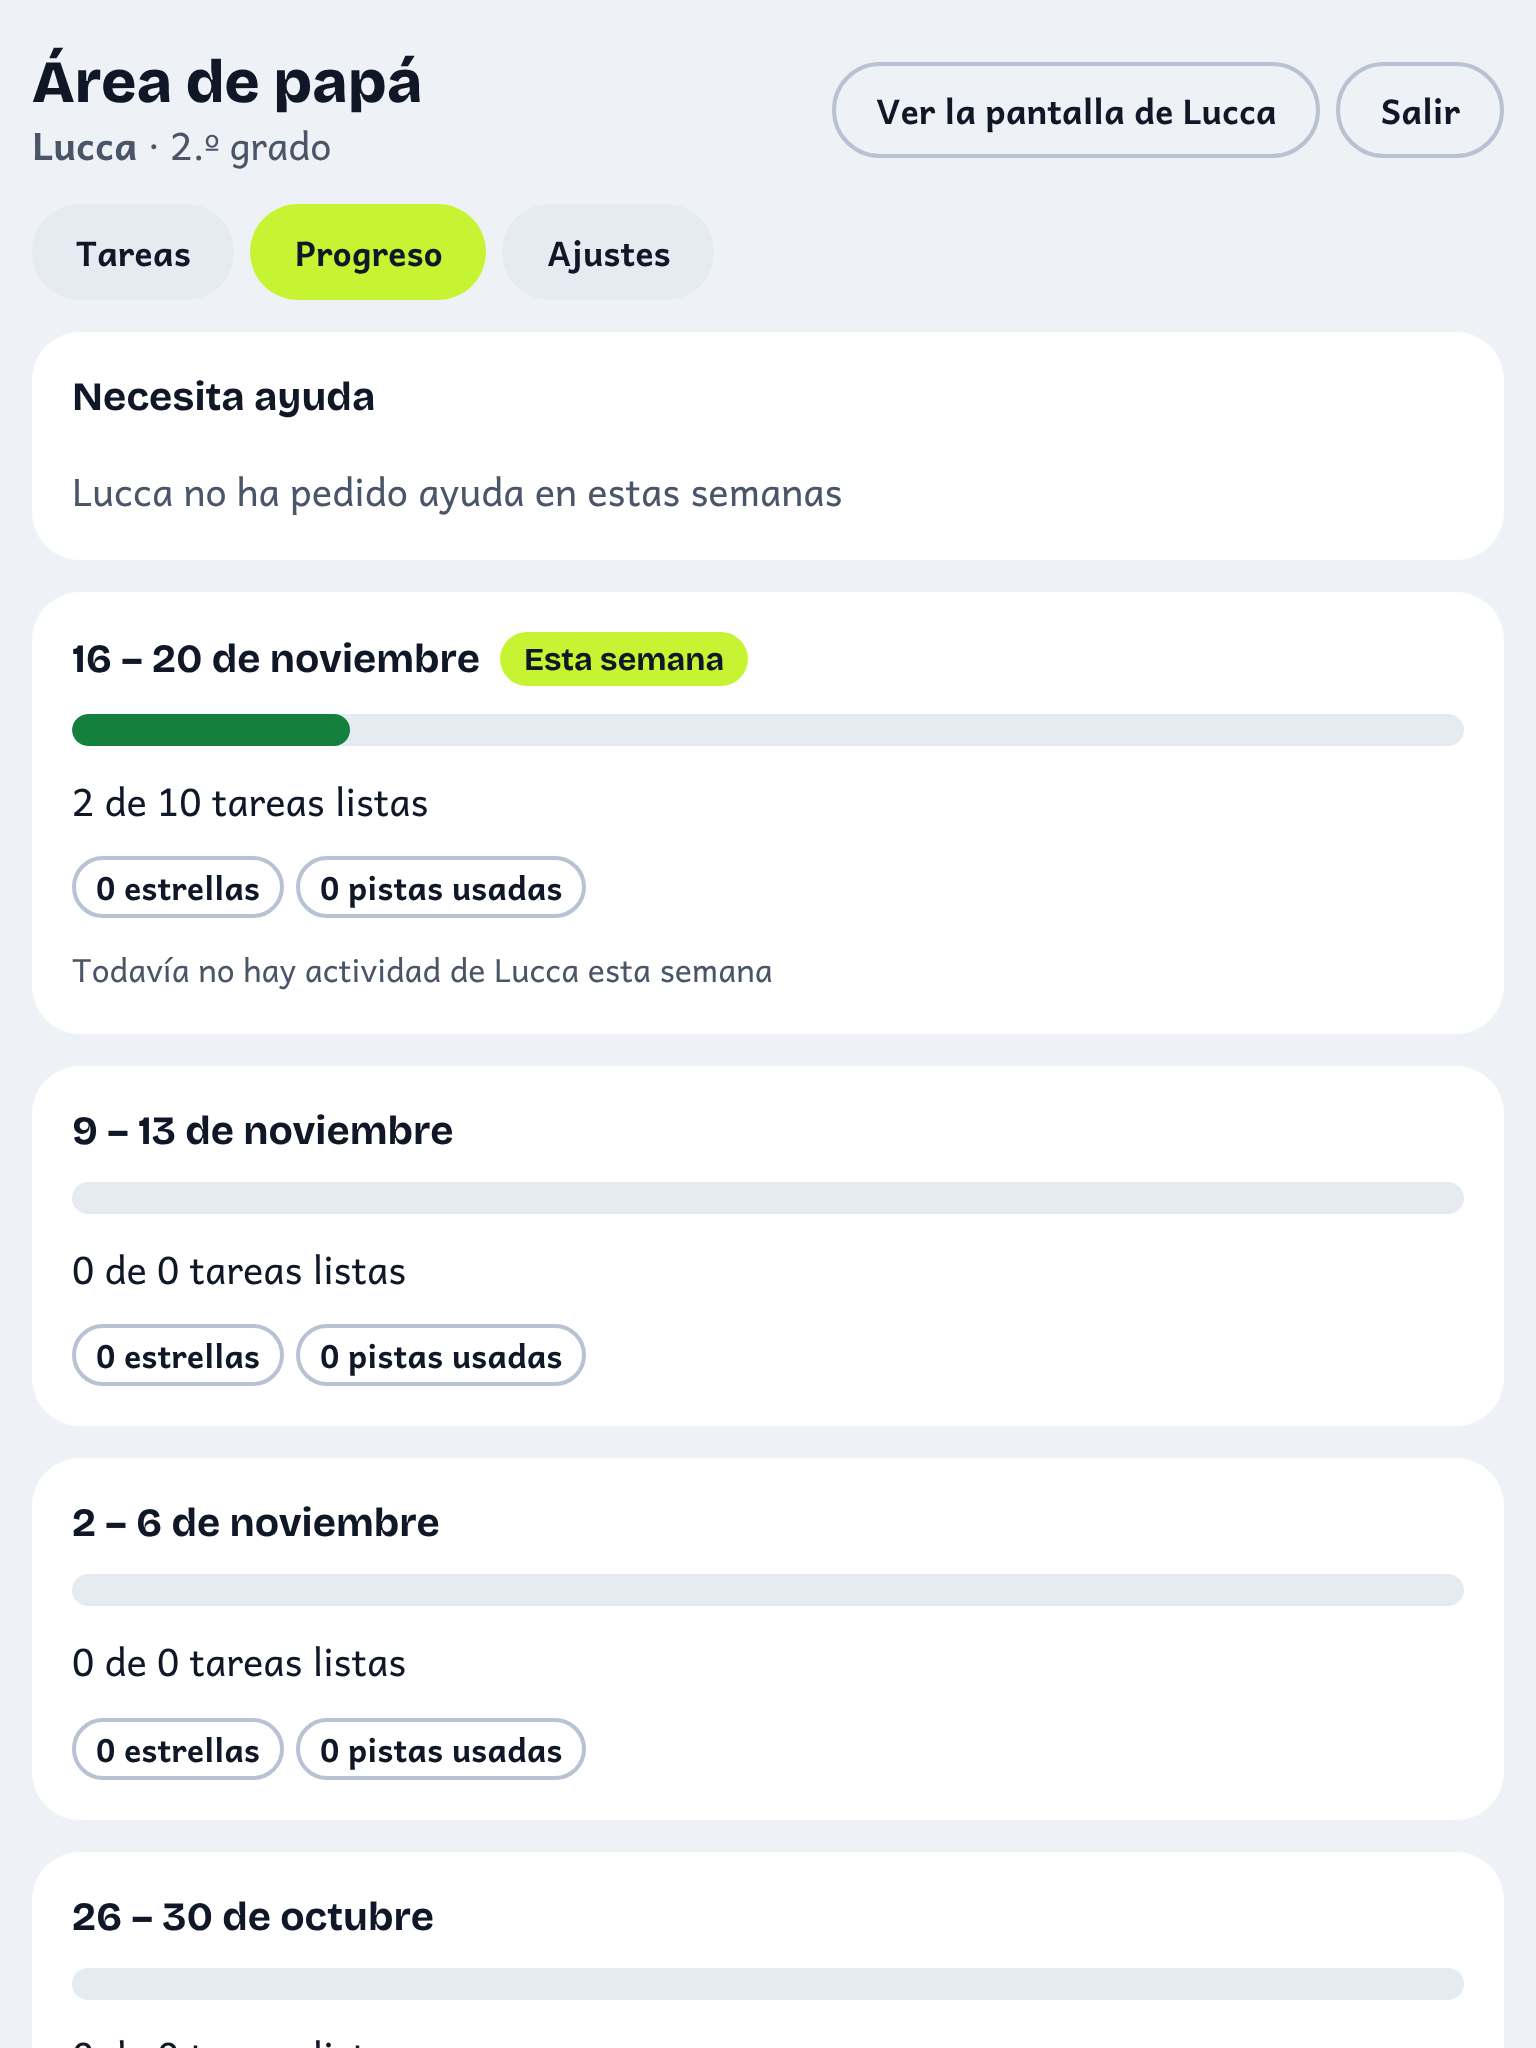 Área de papá
Lucca · 2.º grado
Ver la pantalla de Lucca
Salir
Tareas
Progreso
Ajustes
Necesita ayuda
Lucca no ha pedido ayuda en estas semanas
16 – 20 de noviembre
Esta semana
2 de 10 tareas listas
0 estrellas
0 pistas usadas
Todavía no hay actividad de Lucca esta semana
9 – 13 de noviembre
0 de 0 tareas listas
0 estrellas
0 pistas usadas
2 – 6 de noviembre
0 de 0 tareas listas
0 estrellas
0 pistas usadas
26 – 30 de octubre